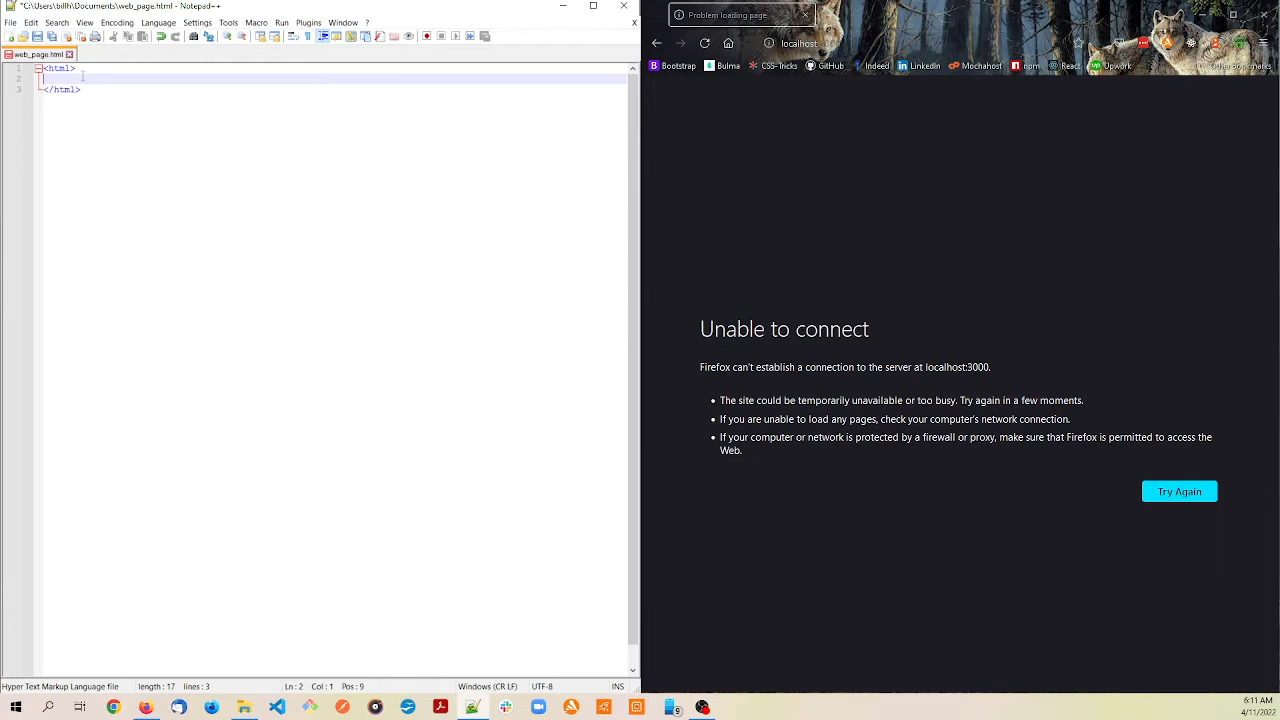 *C:\Users\billh\Documents\web_page.html - Notepad++
File Edit Search View Encoding Language Settings Tools Macro Run Plugins Window ? X
web_page.html
1 <html>
2
3 </html>
Hyper Text Markup Language file length : 17 lines : 3 Ln : 2 Col : 1 Pos : 9 Windows (CR LF) UTF-8 INS
Problem loading page
localhost
Bootstrap Bulma CSS-Tricks GitHub Indeed LinkedIn Mochahost npm React Upwork Other Bookmarks
Unable to connect
Firefox can't establish a connection to the server at localhost:3000.
The site could be temporarily unavailable or too busy. Try again in a few moments.
If you are unable to load any pages, check your computer's network connection.
If your computer or network is protected by a firewall or proxy, make sure that Firefox is permitted to access the
Web.
Try Again
9
6:11 AM
4/11/2022